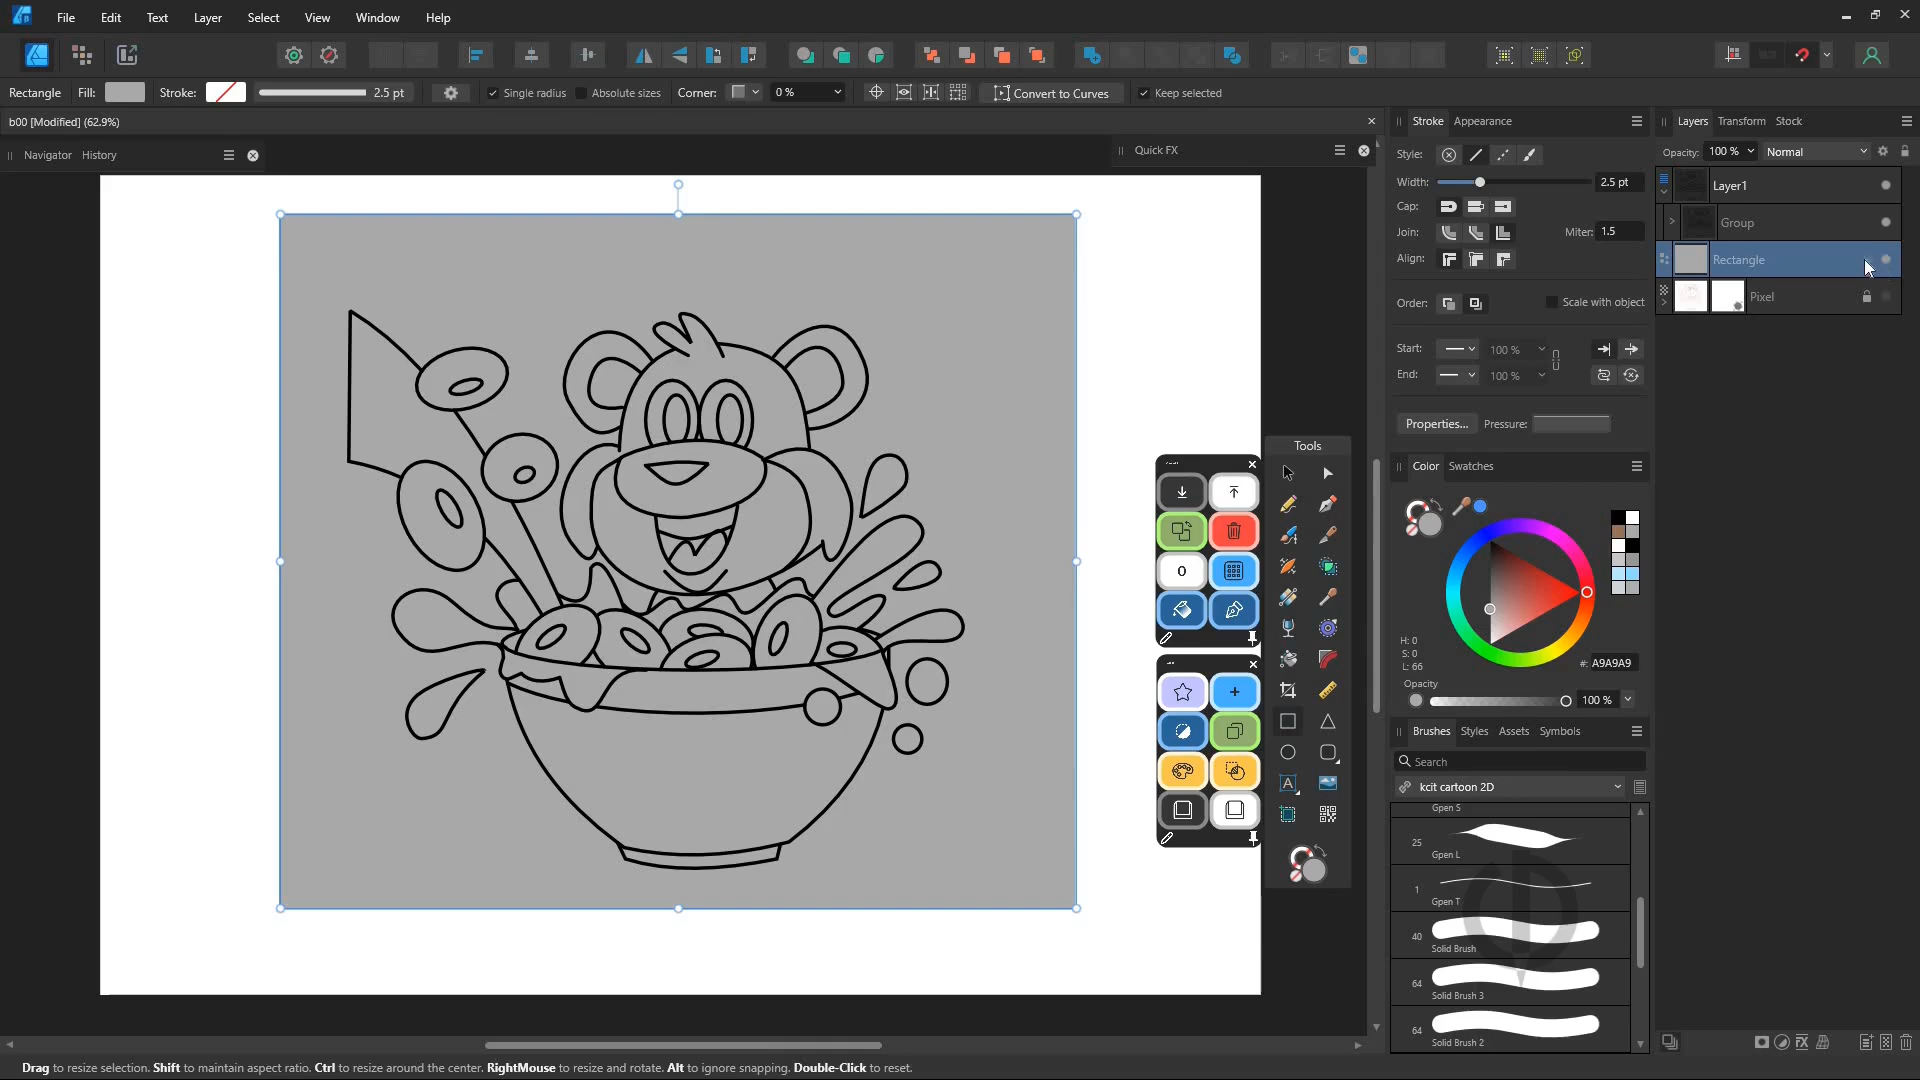 File Edit Text Layer Select View Window Help
Rectangle Fill: Stroke: 2.5 pt Single radius Absolute sizes Corner: 0 % Convert to Curves Keep selected
b00 [Modified] (62.9%)
Navigator History
Quick FX
Stroke Appearance
Style:
Width: 2.5 pt
Cap:
Join: Miter: 1.5
Align:
Order: Scale with object
Start: 100 %
End: 100 %
Properties... Pressure:
Color Swatches
H: 0
S: 0
L: 66
#: A9A9A9
Opacity
100 %
Brushes Styles Assets Symbols
Search
kcit cartoon 2D
Gpen S
25
Gpen L
1
Gpen T
40
Solid Brush
64
Solid Brush 3
64
Solid Brush 2
Layers Transform Stock
Opacity: 100 % Normal
Layer1
Group
Rectangle
Pixel
Tools
0
A
Drag to resize selection. Shift to maintain aspect ratio. Ctrl to resize around the center. RightMouse to resize and rotate. Alt to ignore snapping. Double-Click to reset.